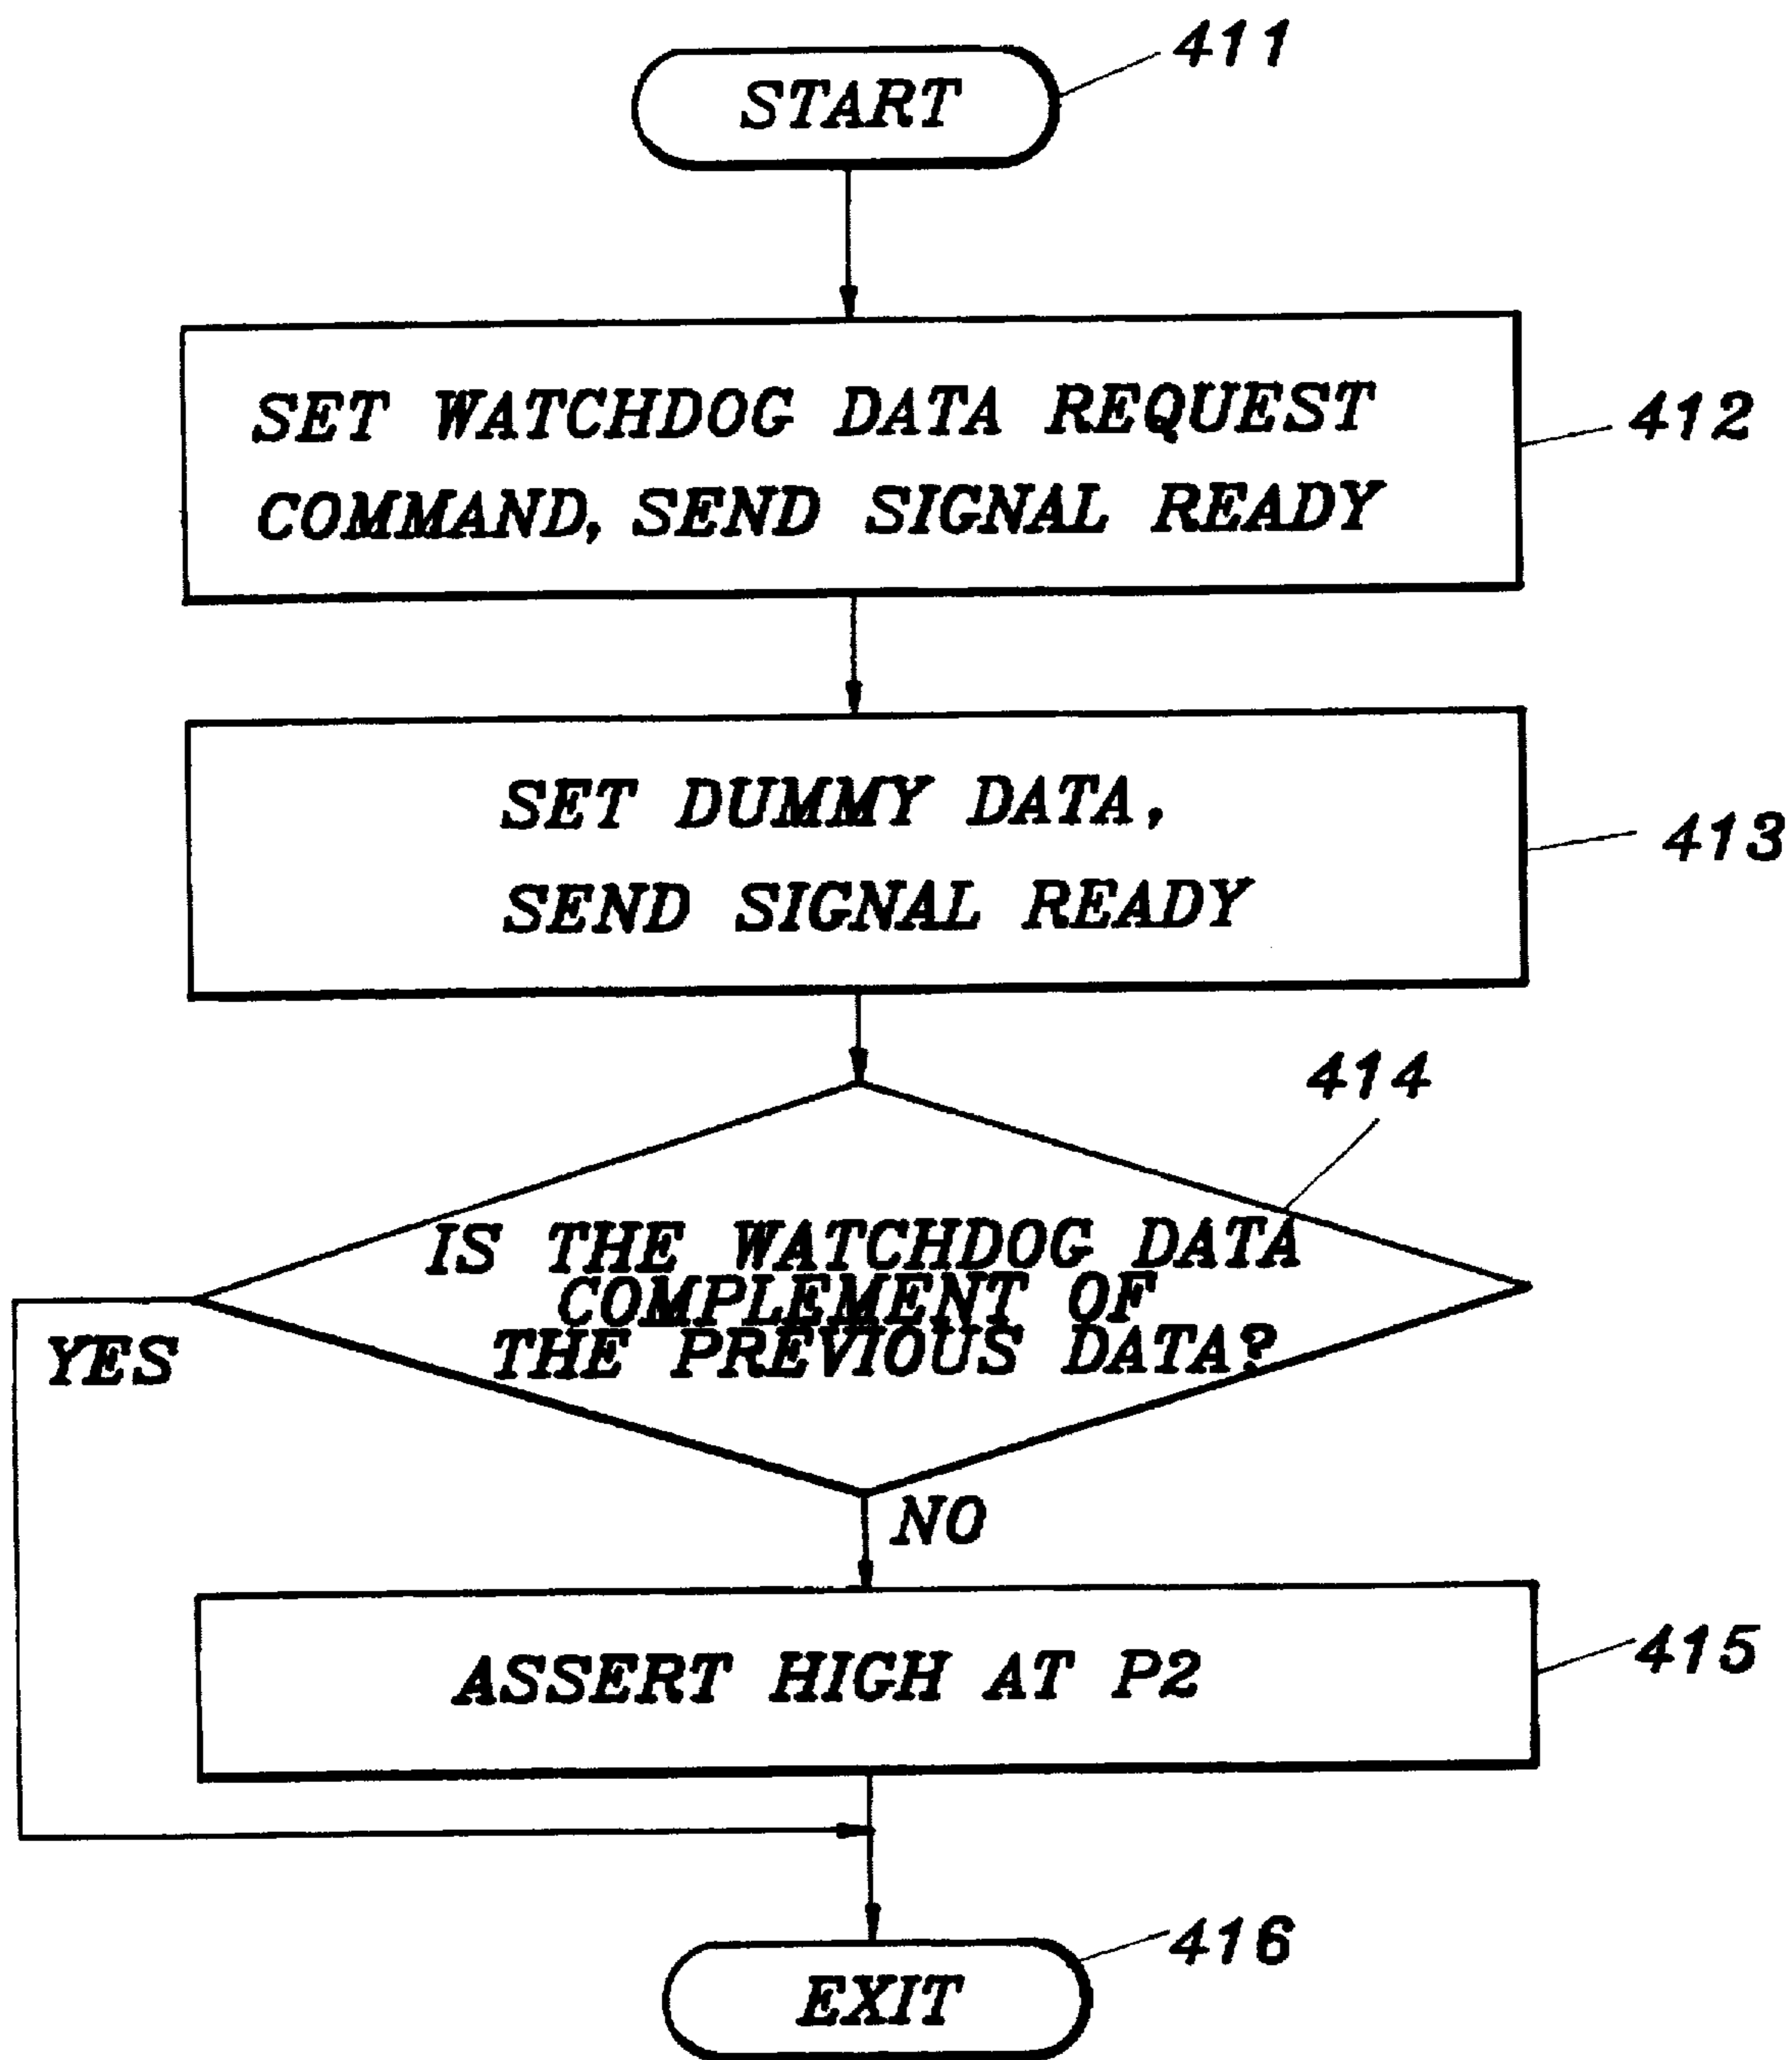 START
411
SET WATCHDOG DATA REQUEST
COMMAND, SEND SIGNAL READY
412
SET DUMMY DATA,
SEND SIGNAL READY
413
414
IS THE WATCHDOG DATA
COMPLEMENT OF
THE PREVIOUS DATA?
YES
NO
ASSERT HIGH AT P2
415
EXIT
416